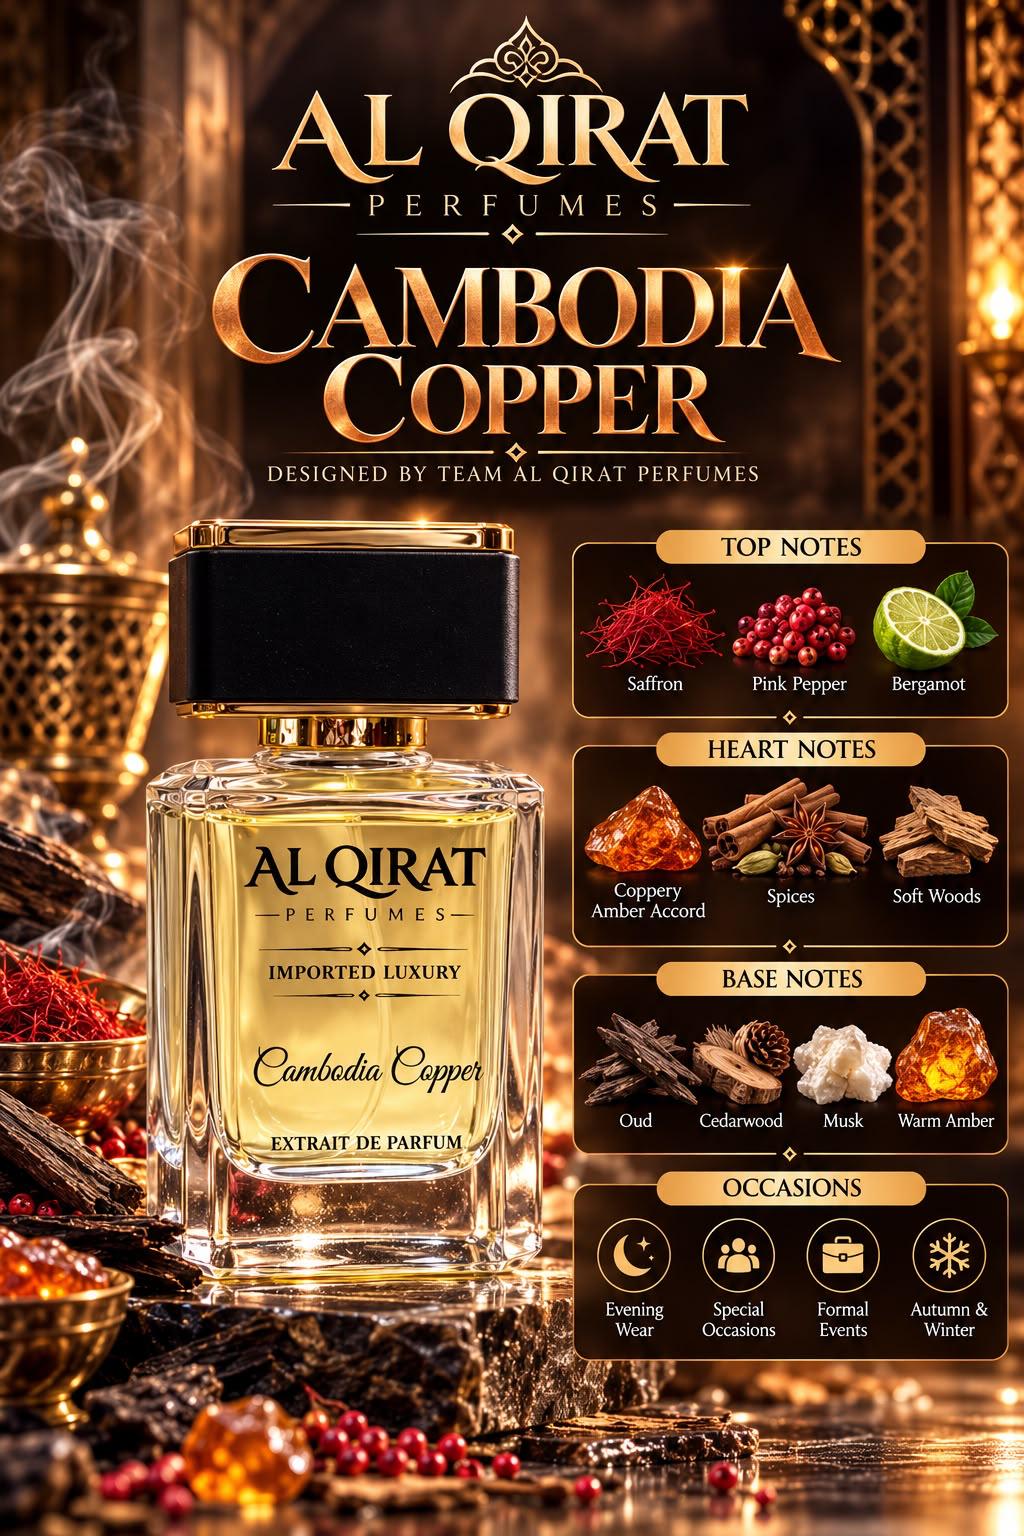 AL QIRAT
PERFUMES
CAMBODIA
COPPER
DESIGNED BY TEAM AL QIRAT PERFUMES
TOP NOTES
Saffron
Pink Pepper
Bergamot
HEART NOTES
Coppery
Amber Accord
Spices
Soft Woods
BASE NOTES
Oud
Cedarwood
Musk
Warm Amber
OCCASIONS
Evening
Wear
Special
Occasions
Formal
Events
Autumn &
Winter
AL QIRAT
PERFUMES
IMPORTED LUXURY
Cambodia Copper
EXTRAIT DE PARFUM